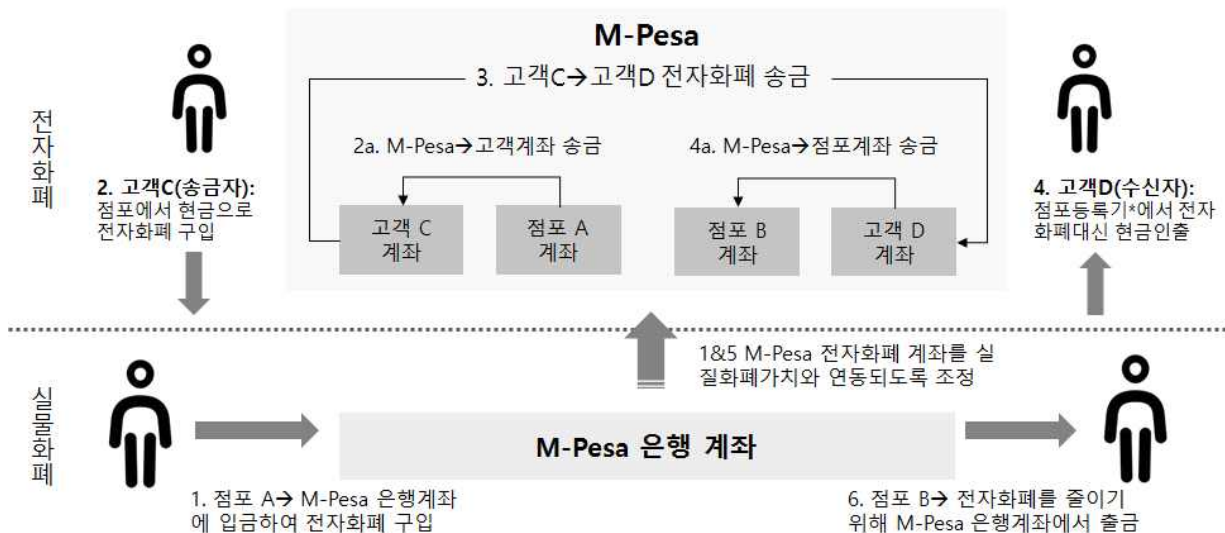 M-Pesa
3. 고객C→고객D 전자화폐 송금
2a. M-Pesa→고객계좌 송금
4a. M-Pesa→점포계좌 송금
고객 C
계좌
점포 A
계좌
점포 B
계좌
고객 D
계좌
전자화폐
2. 고객C(송금자):
점포에서 현금으로
전자화폐 구입
4. 고객D(수신자):
점포등록기*에서 전자
화폐대신 현금인출
1&5 M-Pesa 전자화폐 계좌를 실
질화폐가치와 연동되도록 조정
실물화폐
M-Pesa 은행 계좌
1. 점포 A→ M-Pesa 은행계좌
에 입금하여 전자화폐 구입
6. 점포 B→ 전자화폐를 줄이기
위해 M-Pesa 은행계좌에서 출금